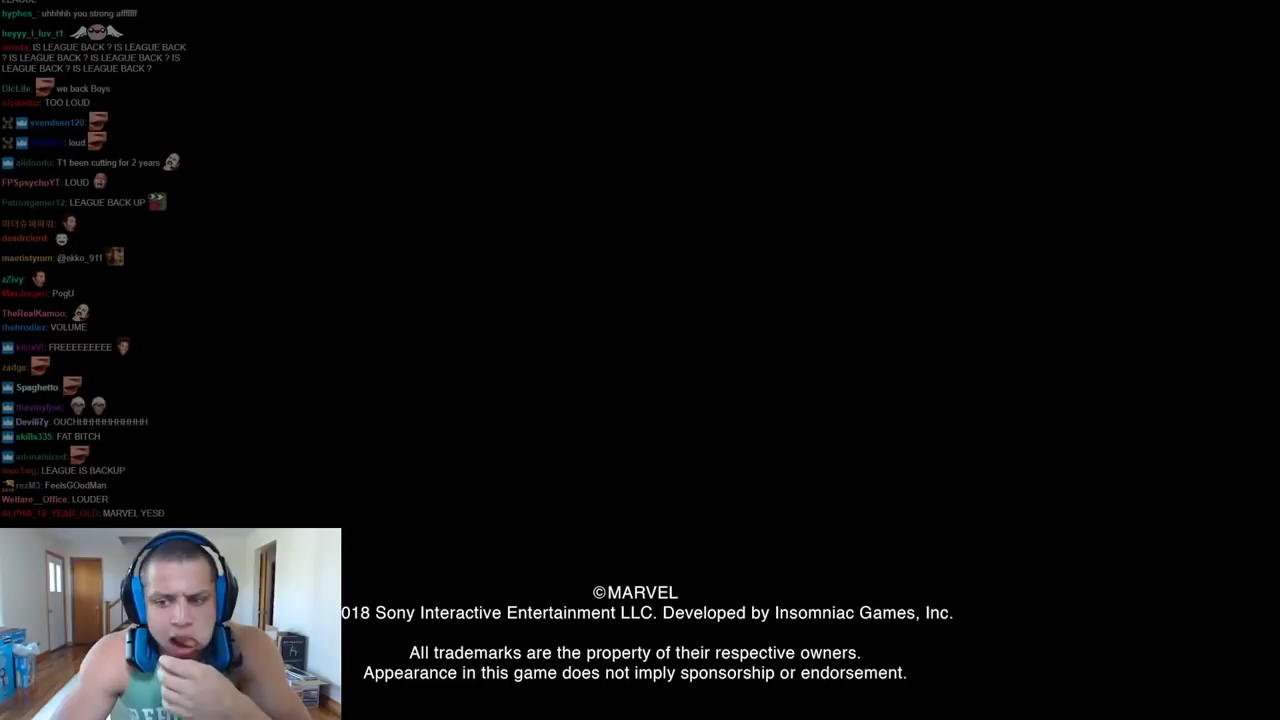 hyphes_: uhhhhh you strong afffffff
heyyy_i_luv_t1:
IS LEAGUE BACK ? IS LEAGUE BACK
? IS LEAGUE BACK ? IS LEAGUE BACK ? IS
LEAGUE BACK ? IS LEAGUE BACK ?
DlcLife: we back Boys
TOO LOUD
svendsen120:
: loud
T1 been cutting for 2 years
FPSpsychoYT: LOUD
Patriotgamer12: LEAGUE BACK UP
deadrclord:
maetistymm: @ekko_911
zZivy:
PogU
TheRealKamoo:
thebrodiez: VOLUME
FREEEEEEEEE
zadge:
Spaghetto:
Devili7y: OUCHHHHHHHHHHH
skills335: FAT BITCH
adonaisiced:
LEAGUE IS BACKUP
rezM3: FeelsGOodMan
Welfare__Office: LOUDER
ALPHA_12_YEAR_OLD: MARVEL YESB
©MARVEL
018 Sony Interactive Entertainment LLC. Developed by Insomniac Games, Inc.
All trademarks are the property of their respective owners.
Appearance in this game does not imply sponsorship or endorsement.